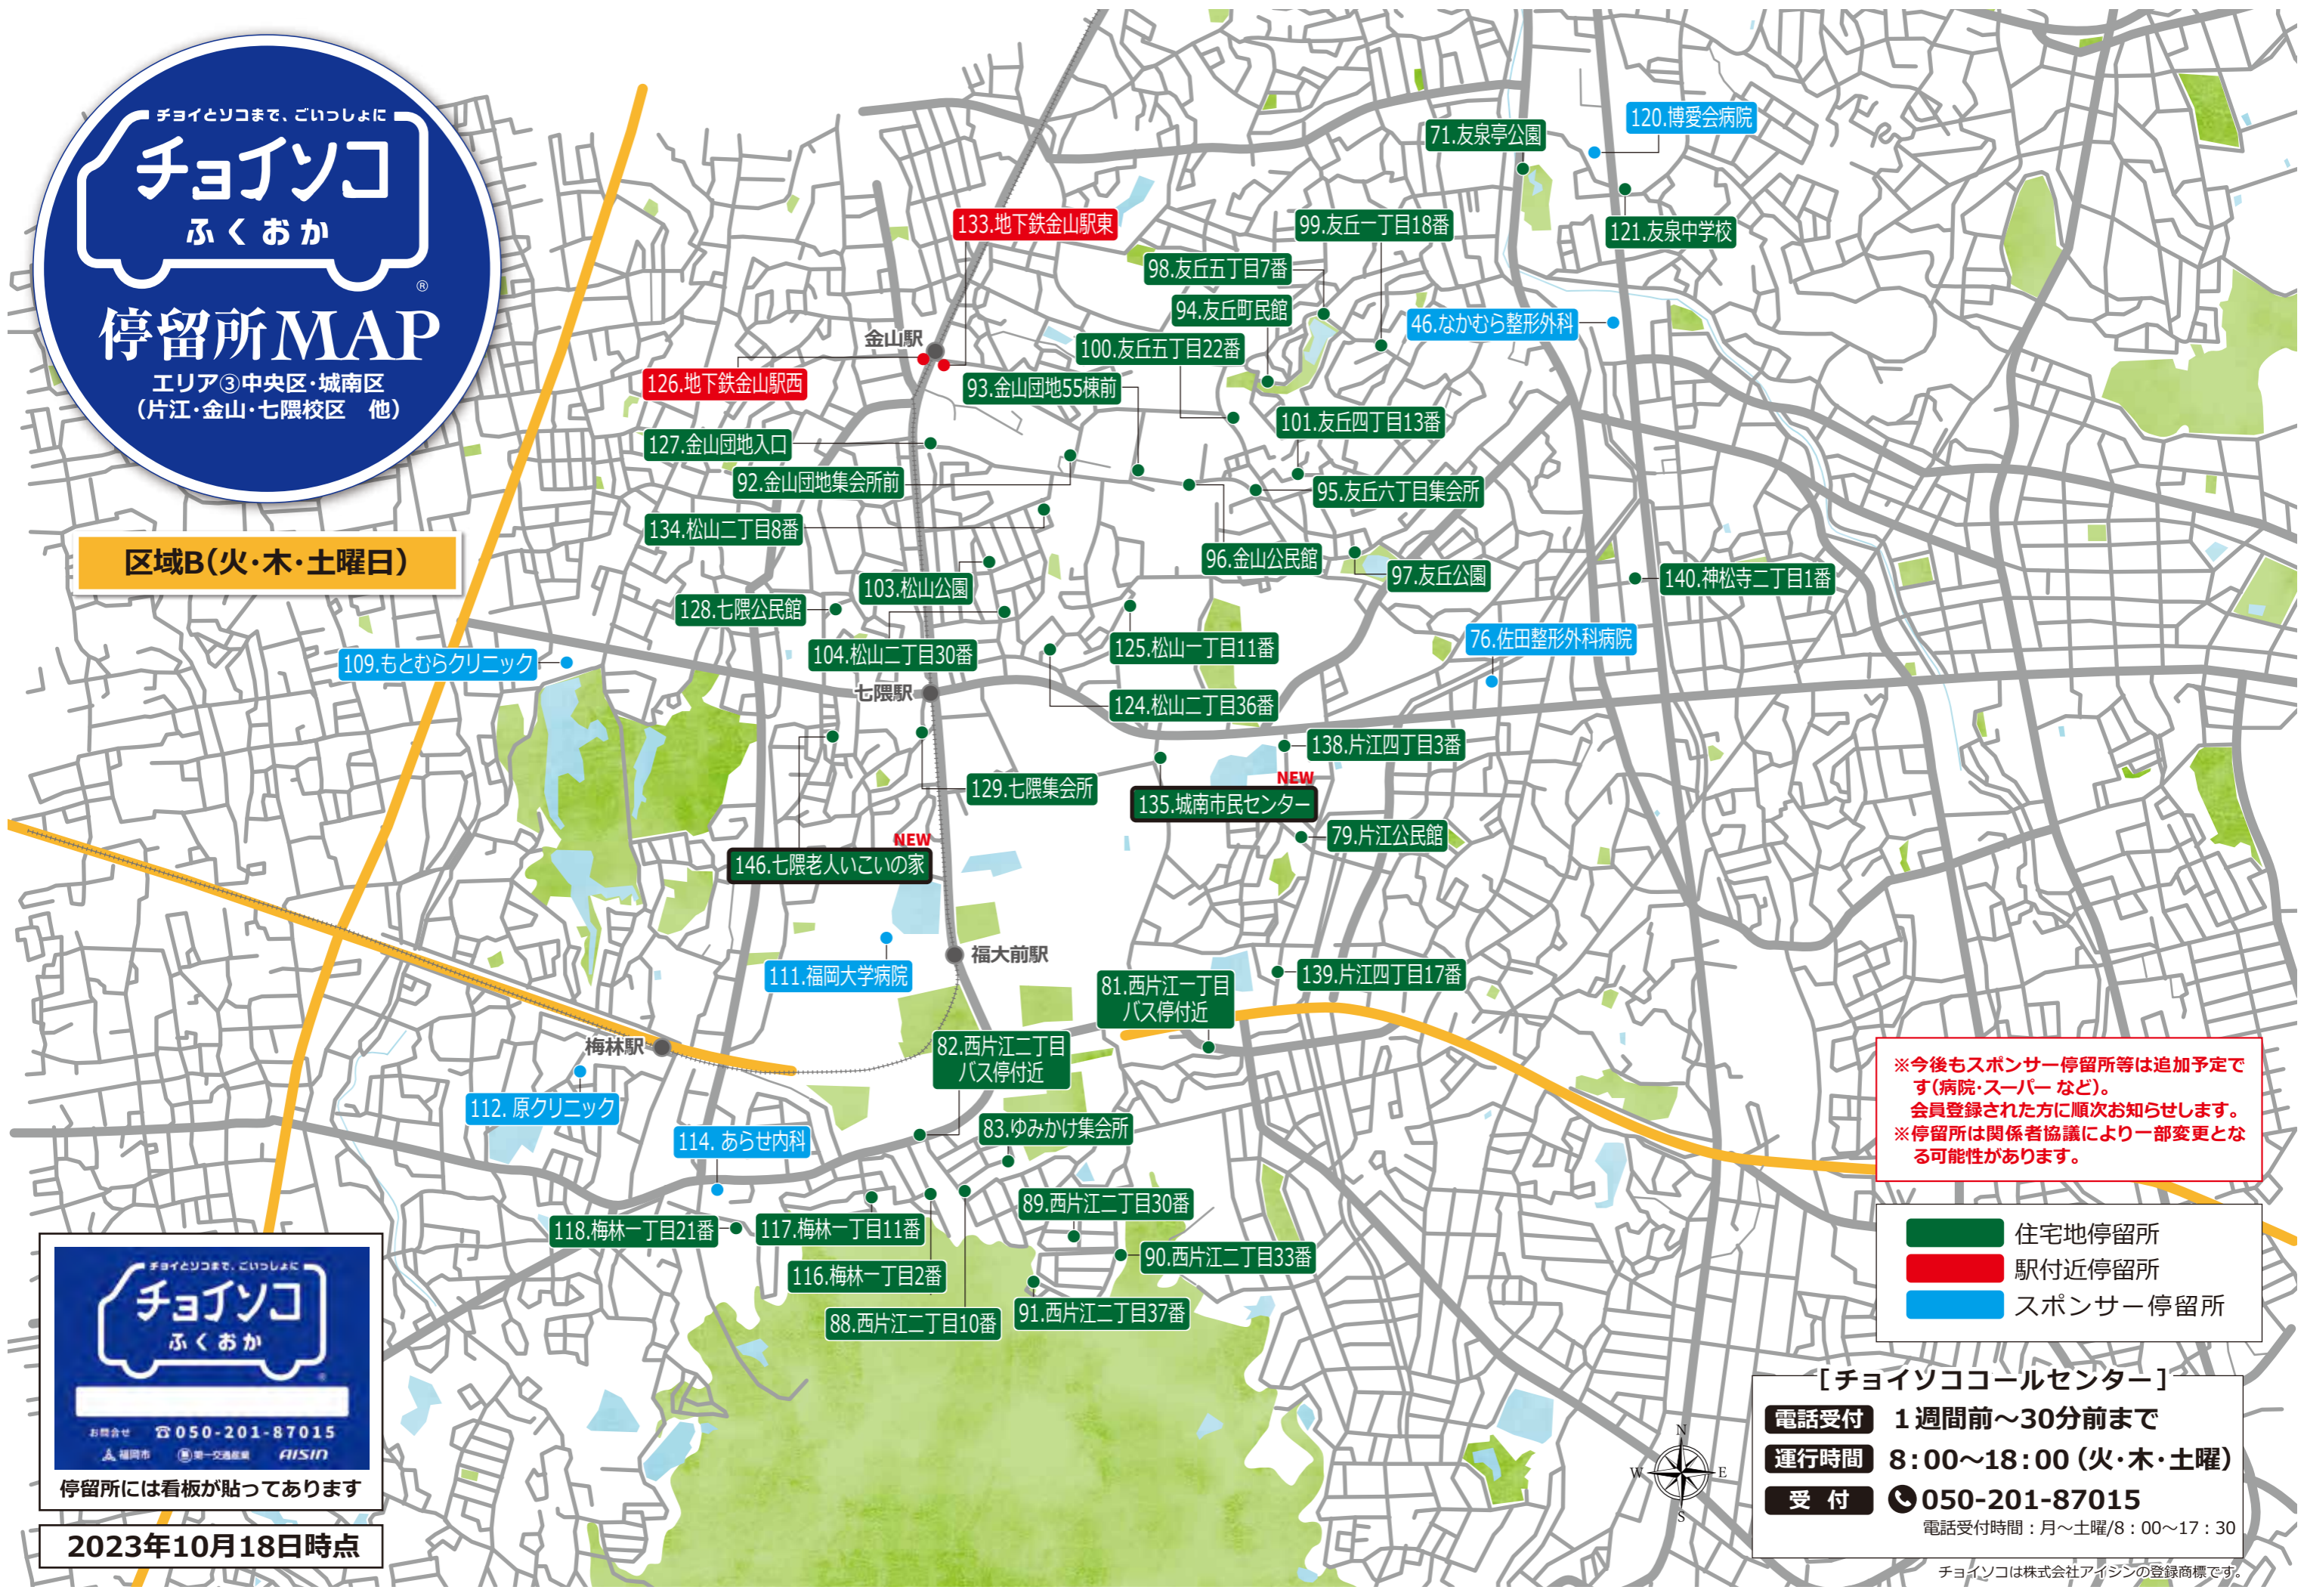 チョイとソコまで、ごいっしょに
チョイソコ
ふくおか
®
停留所MAP
エリア③中央区・城南区
（片江・金山・七隈校区 他）
区域B（火・木・土曜日）
71.友泉亭公園
120.博愛会病院
121.友泉中学校
133.地下鉄金山駅東
99.友丘一丁目18番
98.友丘五丁目7番
94.友丘町民館
46.なかむら整形外科
金山駅
100.友丘五丁目22番
126.地下鉄金山駅西
93.金山団地55棟前
101.友丘四丁目13番
127.金山団地入口
92.金山団地集会所前
95.友丘六丁目集会所
134.松山二丁目8番
96.金山公民館
97.友丘公園
140.神松寺二丁目1番
103.松山公園
128.七隈公民館
104.松山二丁目30番
125.松山一丁目11番
76.佐田整形外科病院
109.もとむらクリニック
七隈駅
124.松山二丁目36番
138.片江四丁目3番
NEW
129.七隈集会所
135.城南市民センター
79.片江公民館
NEW
146.七隈老人いこいの家
福大前駅
111.福岡大学病院
139.片江四丁目17番
81.西片江一丁目
バス停付近
梅林駅
82.西片江二丁目
バス停付近
112. 原クリニック
114. あらせ内科
83.ゆみかけ集会所
89.西片江二丁目30番
118.梅林一丁目21番
117.梅林一丁目11番
90.西片江二丁目33番
116.梅林一丁目2番
88.西片江二丁目10番
91.西片江二丁目37番
※今後もスポンサー停留所等は追加予定で
す（病院・スーパー など）。
会員登録された方に順次お知らせします。
※停留所は関係者協議により一部変更とな
る可能性があります。
住宅地停留所
駅付近停留所
スポンサー停留所
チョイとソコまで、ごいっしょに
チョイソコ
ふくおか
®
お問合せ ☎050-201-87015
福岡市 第一交通産業 AISIN
停留所には看板が貼ってあります
2023年10月18日時点
N
W E
S
［チョイソココールセンター］
電話受付 1週間前〜30分前まで
運行時間 8：00〜18：00（火・木・土曜）
受 付 050-201-87015
電話受付時間：月〜土曜/8：00〜17：30
チョイソコは株式会社アイシンの登録商標です。